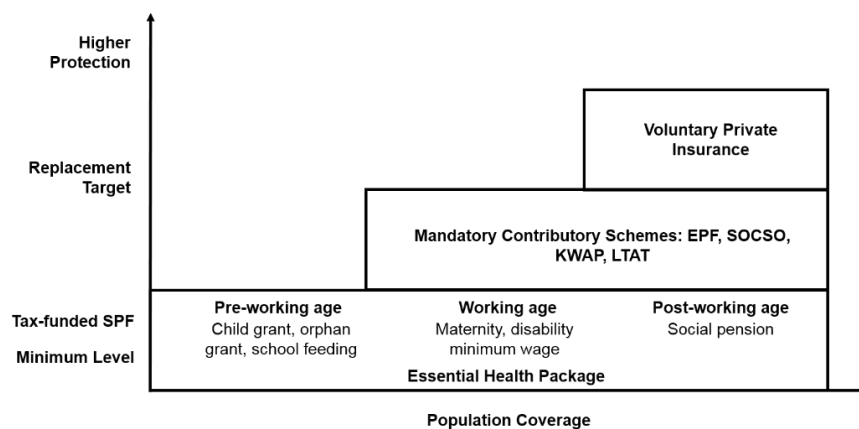 Higher
Protection
Voluntary Private
Insurance
Replacement
Target
Mandatory Contributory Schemes: EPF, SOCSO,
KWAP, LTAT
Tax-funded SPF
Minimum Level
Pre-working age
Child grant, orphan
grant, school feeding
Working age
Maternity, disability
minimum wage
Post-working age
Social pension
Essential Health Package
Population Coverage